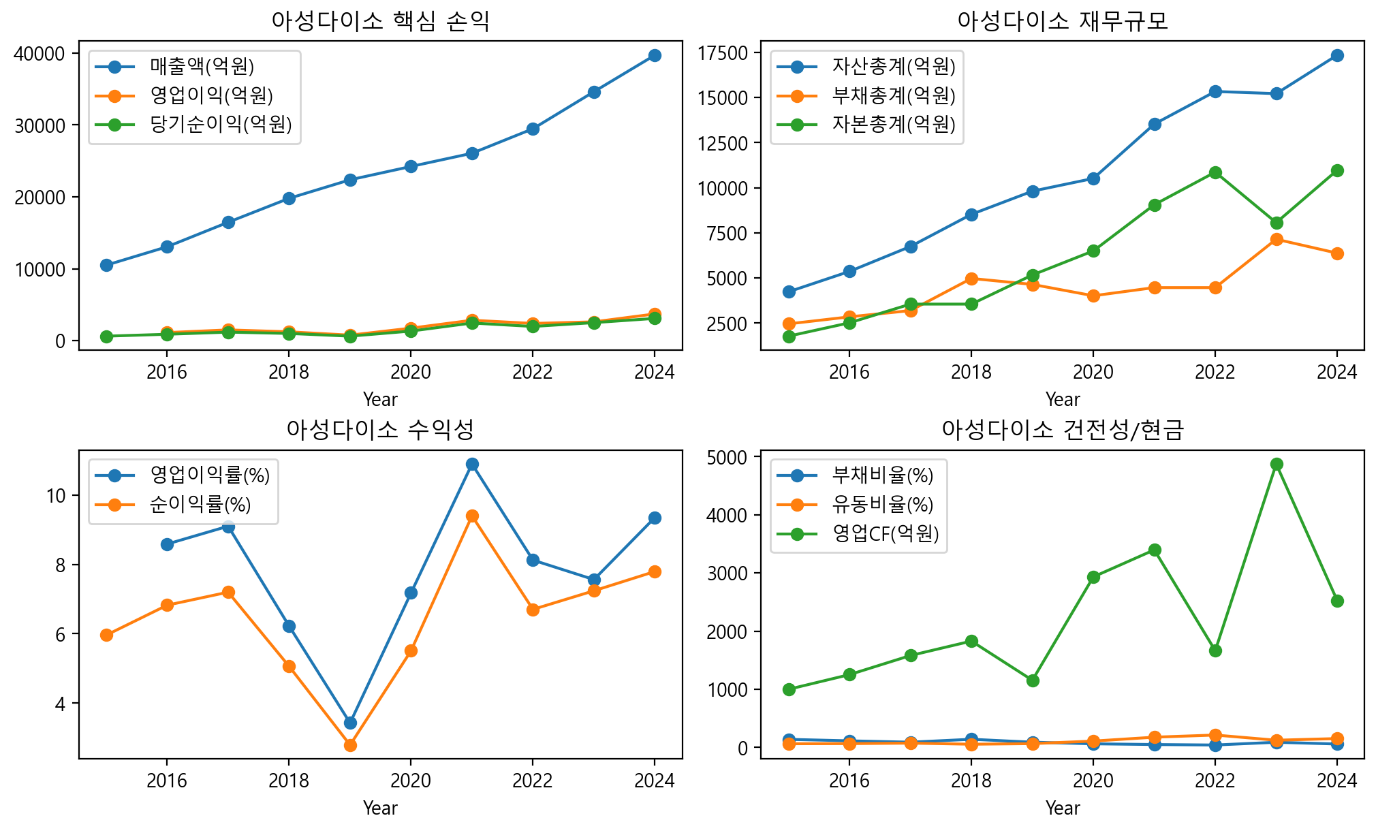 아성다이소 핵심 손익
40000
30000
20000
10000
0
매출액(억원)
영업이익(억원)
당기순이익(억원)
2016 2018 2020 2022 2024
Year
아성다이소 재무규모
17500
15000
12500
10000
7500
5000
2500
자산총계(억원)
부채총계(억원)
자본총계(억원)
2016 2018 2020 2022 2024
Year
아성다이소 수익성
10
8
6
4
영업이익률(%)
순이익률(%)
2016 2018 2020 2022 2024
Year
아성다이소 건전성/현금
5000
4000
3000
2000
1000
0
부채비율(%)
유동비율(%)
영업CF(억원)
2016 2018 2020 2022 2024
Year